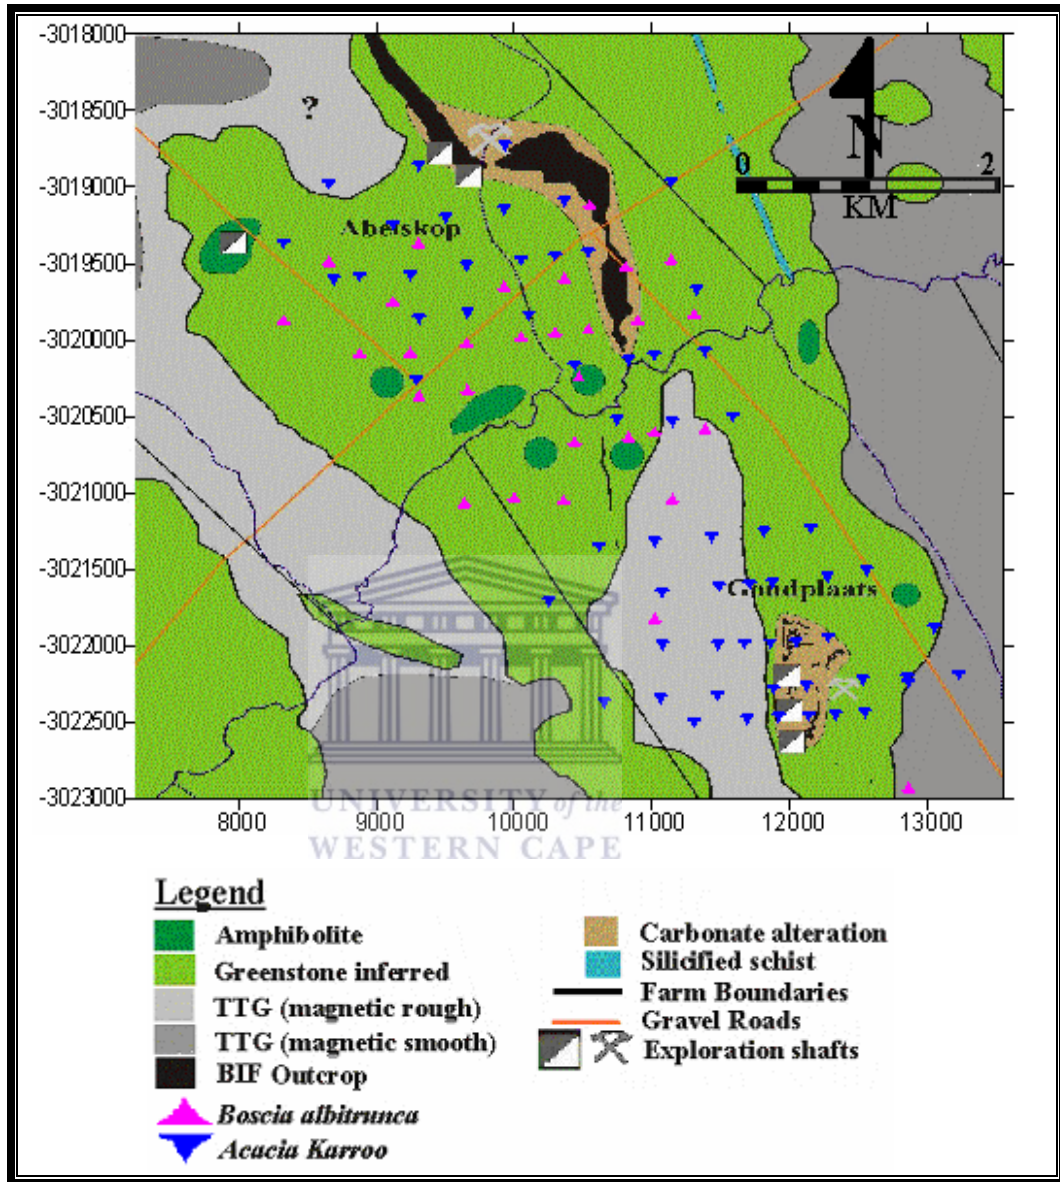 -3018000
-3018500
?
N
0 2
KM
-3019000
Abelskop
-3019500
-3020000
-3020500
-3021000
-3021500
Goudplaats
-3022000
-3022500
-3023000
8000 9000 10000 11000 12000 13000
UNIVERSITY of the
WESTERN CAPE
Legend
Amphibolite
Greenstone inferred
TTG (magnetic rough)
TTG (magnetic smooth)
BIF Outcrop
Boscia albitrunca
Acacia Karroo
Carbonate alteration
Silicified schist
Farm Boundaries
Gravel Roads
Exploration shafts